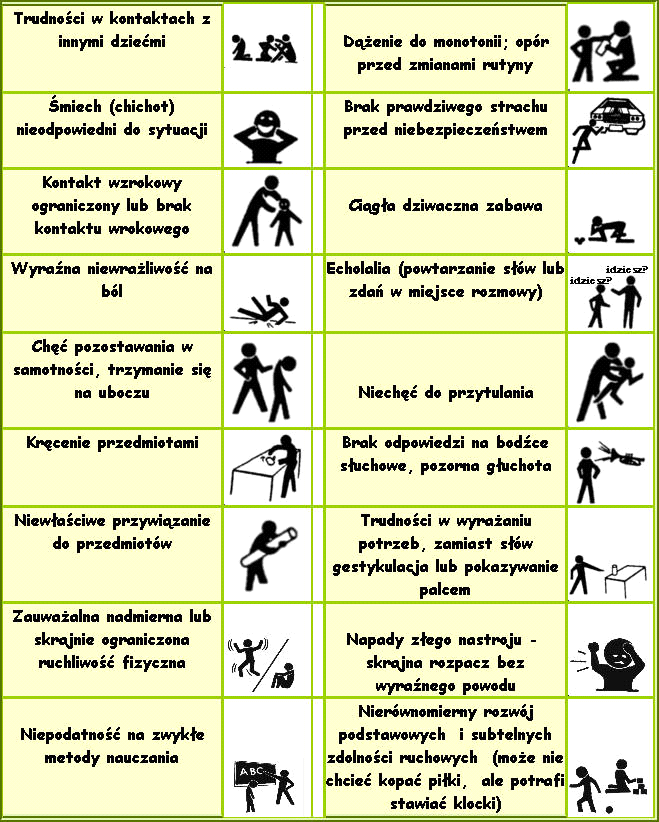 Trudności w kontaktach z
innymi dziećmi
Dążenie do monotonii; opór
przed zmianami rutyny
Śmiech (chichot)
nieodpowiedni do sytuacji
Brak prawdziwego strachu
przed niebezpieczeństwem
Kontakt wzrokowy
ograniczony lub brak
kontaktu wrokowego
Ciągła dziwaczna zabawa
Wyraźna niewrażliwość na
ból
Echolalia (powtarzanie słów lub
zdań w miejsce rozmowy)
idziesz?
idziesz?
Chęć pozostawania w
samotności, trzymanie się
na uboczu
Niechęć do przytulania
Kręcenie przedmiotami
Brak odpowiedzi na bodźce
słuchowe, pozorna głuchota
Niewłaściwe przywiązanie
do przedmiotów
Trudności w wyrażaniu
potrzeb, zamiast słów
gestykulacja lub pokazywanie
palcem
Zauważalna nadmierna lub
skrajnie ograniczona
ruchliwość fizyczna
Napady złego nastroju -
skrajna rozpacz bez
wyraźnego powodu
Niepodatność na zwykłe
metody nauczania
ABC
Nierównomierny rozwój
podstawowych i subtelnych
zdolności ruchowych (może nie
chcieć kopać piłki, ale potrafi
stawiać klocki)